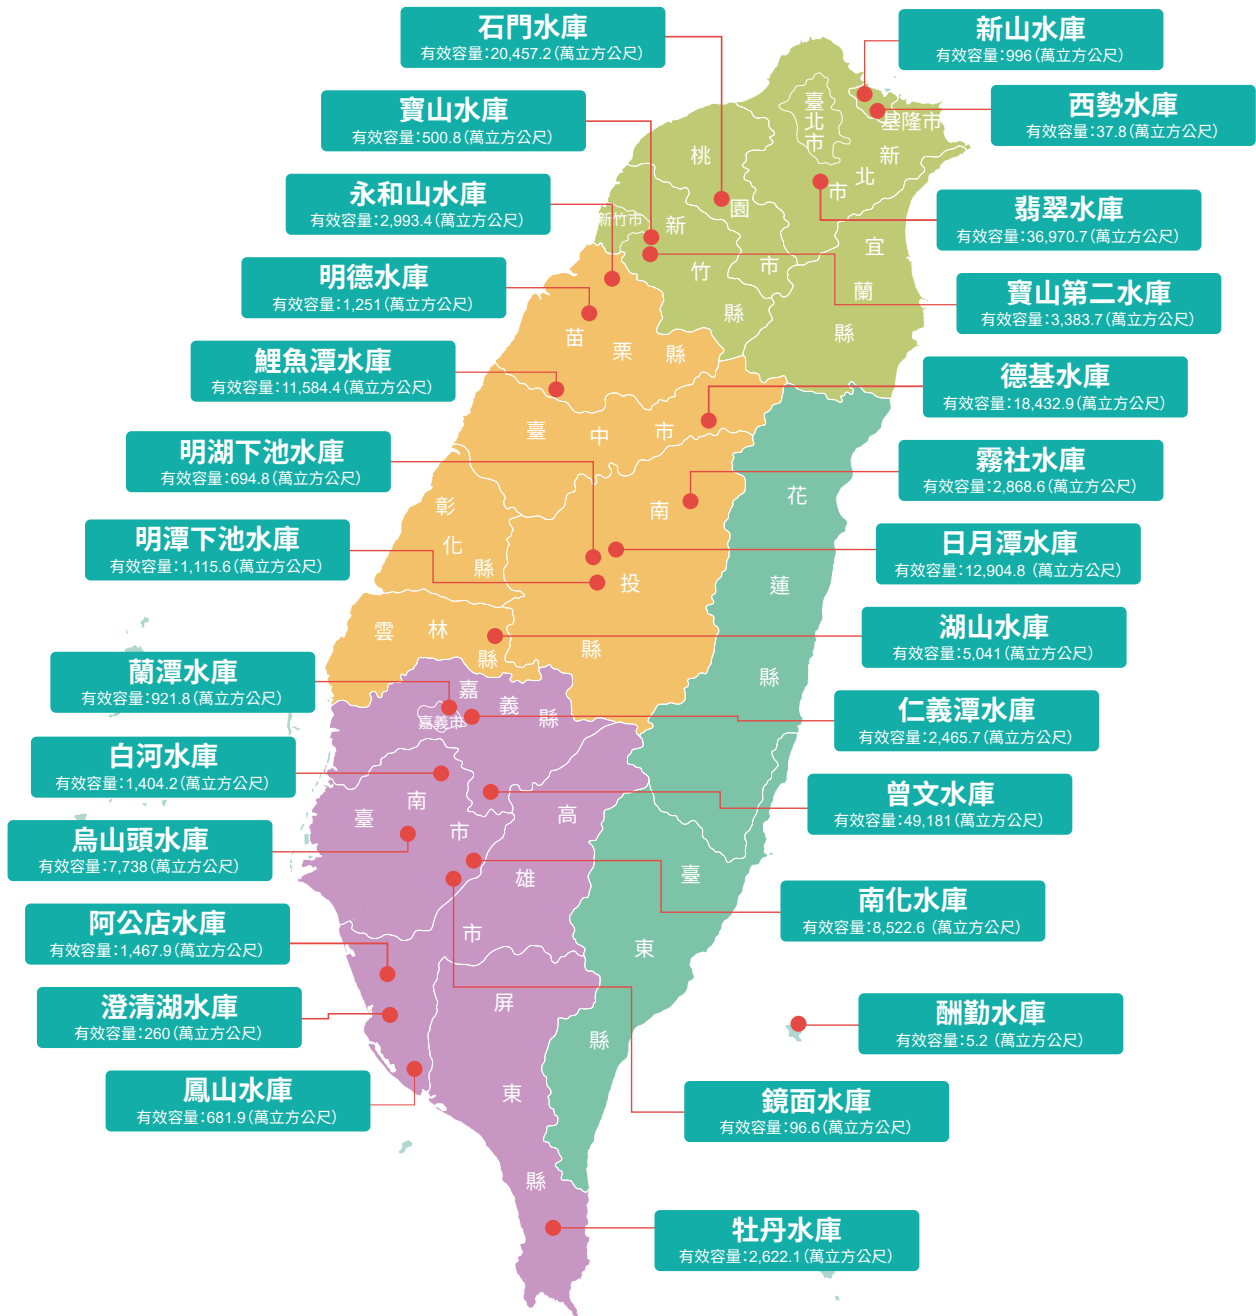 石門水庫
有效容量:20,457.2(萬立方公尺)
新山水庫
有效容量:996(萬立方公尺)
寶山水庫
有效容量:500.8(萬立方公尺)
西勢水庫
有效容量:37.8(萬立方公尺)
永和山水庫
有效容量:2,993.4(萬立方公尺)
翡翠水庫
有效容量:36,970.7(萬立方公尺)
明德水庫
有效容量:1,251(萬立方公尺)
寶山第二水庫
有效容量:3,383.7(萬立方公尺)
鯉魚潭水庫
有效容量:11,584.4(萬立方公尺)
德基水庫
有效容量:18,432.9(萬立方公尺)
明湖下池水庫
有效容量:694.8(萬立方公尺)
霧社水庫
有效容量:2,868.6(萬立方公尺)
明潭下池水庫
有效容量:1,115.6(萬立方公尺)
日月潭水庫
有效容量:12,904.8 (萬立方公尺)
湖山水庫
有效容量:5,041(萬立方公尺)
蘭潭水庫
有效容量:921.8(萬立方公尺)
仁義潭水庫
有效容量:2,465.7(萬立方公尺)
白河水庫
有效容量:1,404.2(萬立方公尺)
曾文水庫
有效容量:49,181(萬立方公尺)
烏山頭水庫
有效容量:7,738(萬立方公尺)
南化水庫
有效容量:8,522.6 (萬立方公尺)
阿公店水庫
有效容量:1,467.9(萬立方公尺)
澄清湖水庫
有效容量:260(萬立方公尺)
酬勤水庫
有效容量:5.2 (萬立方公尺)
鳳山水庫
有效容量:681.9(萬立方公尺)
鏡面水庫
有效容量:96.6(萬立方公尺)
牡丹水庫
有效容量:2,622.1(萬立方公尺)
臺北市
基隆市
新北市
桃園市
新竹市
新竹縣
宜蘭縣
苗栗縣
臺中市
彰化縣
南投縣
雲林縣
花蓮縣
嘉義縣
嘉義市
臺南市
高雄市
臺東縣
屏東縣